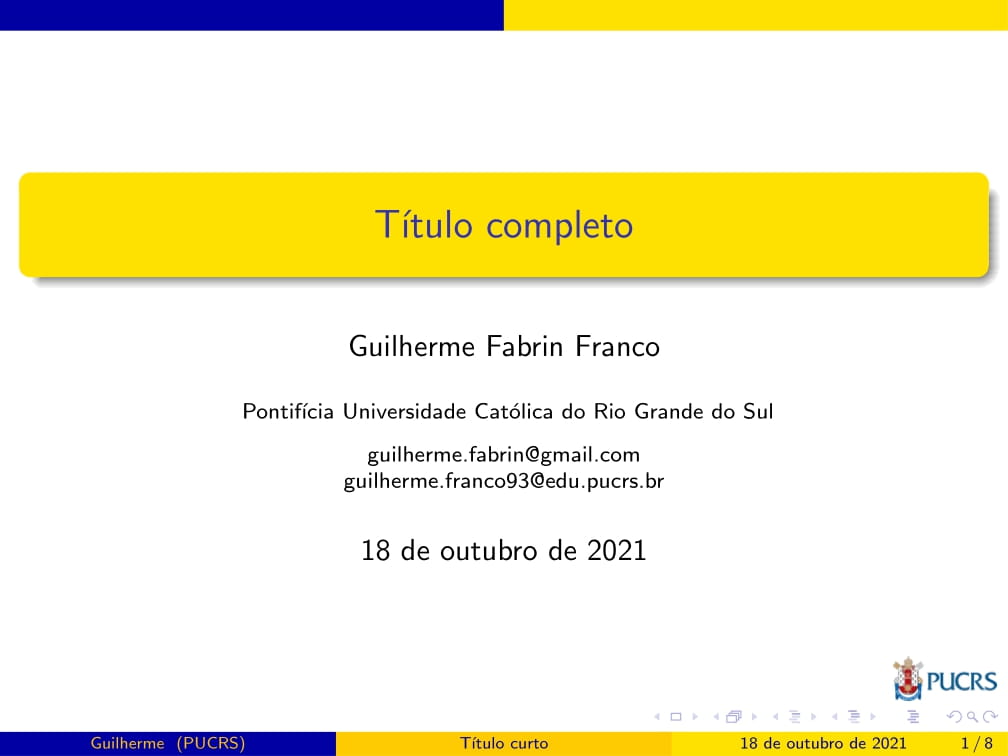 Título completo
Guilherme Fabrin Franco
Pontifícia Universidade Católica do Rio Grande do Sul
guilherme.fabrin@gmail.com
guilherme.franco93@edu.pucrs.br
18 de outubro de 2021
PUCRS
Guilherme (PUCRS) Título curto 18 de outubro de 2021 1 / 8